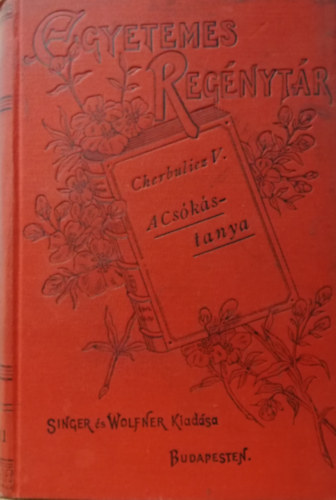 EGYETEMES
REGÉNYTÁR
Cherbuliez V.
A Csókás-
tanya
SINGER és WOLFNER Kiadása
BUDAPESTEN.